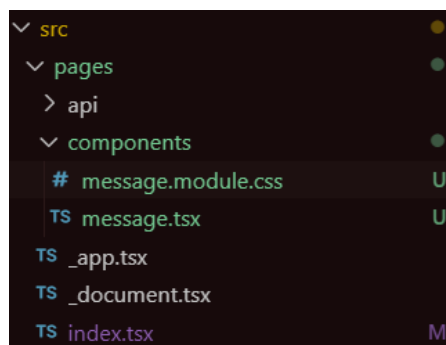 src
pages
api
components
# message.module.css U
TS message.tsx U
TS _app.tsx
TS _document.tsx
TS index.tsx M